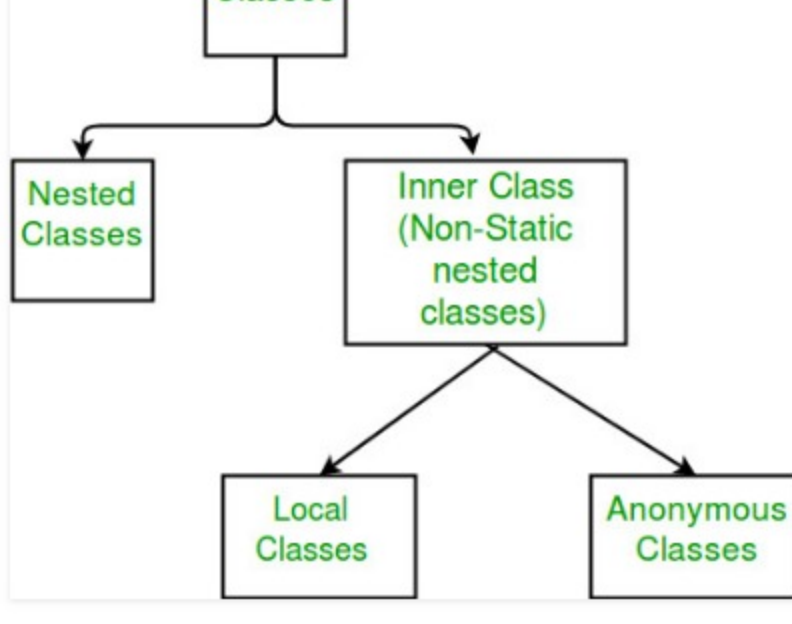 Nested
Classes
Inner Class
(Non-Static
nested
classes)
Local
Classes
Anonymous
Classes